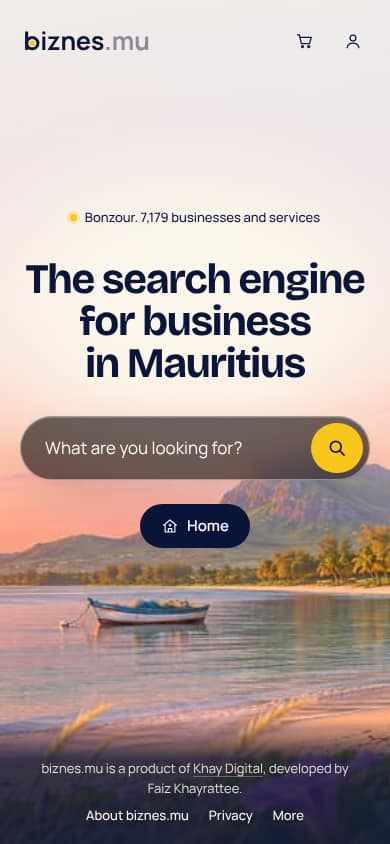 biznes.mu
Bonzour. 7,179 businesses and services
The search engine
for business
in Mauritius
What are you looking for?
Home
biznes.mu is a product of Khay Digital, developed by
Faiz Khayrattee.
About biznes.mu Privacy More